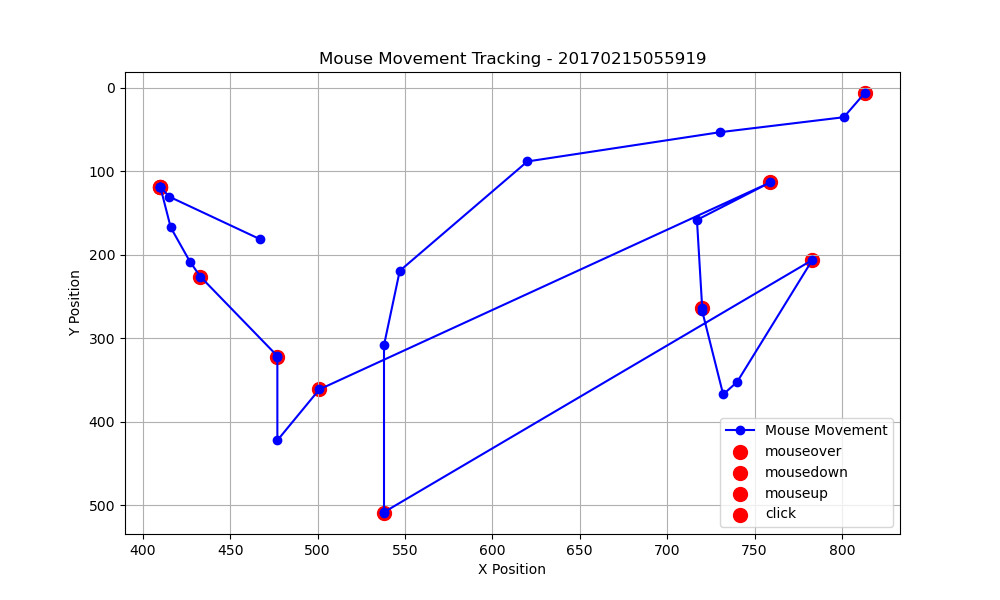 Mouse Movement Tracking - 20170215055919
0
100
200
300
400
500
Y Position
400
450
500
550
600
650
700
750
800
X Position
Mouse Movement
mouseover
mousedown
mouseup
click